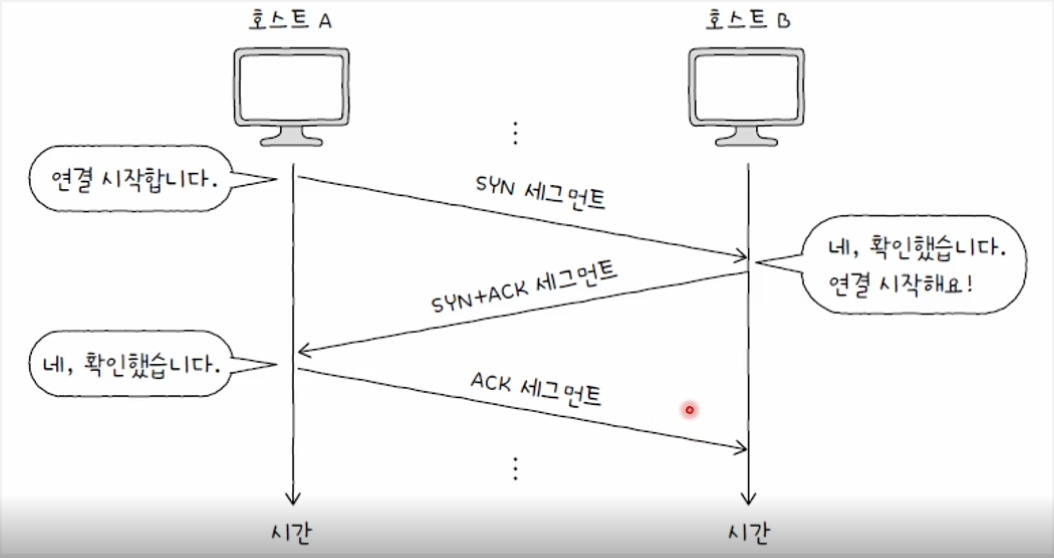 호스트 A
호스트 B
연결 시작합니다.
SYN 세그먼트
네, 확인했습니다.
연결 시작해요!
SYN+ACK 세그먼트
네, 확인했습니다.
ACK 세그먼트
시간
시간